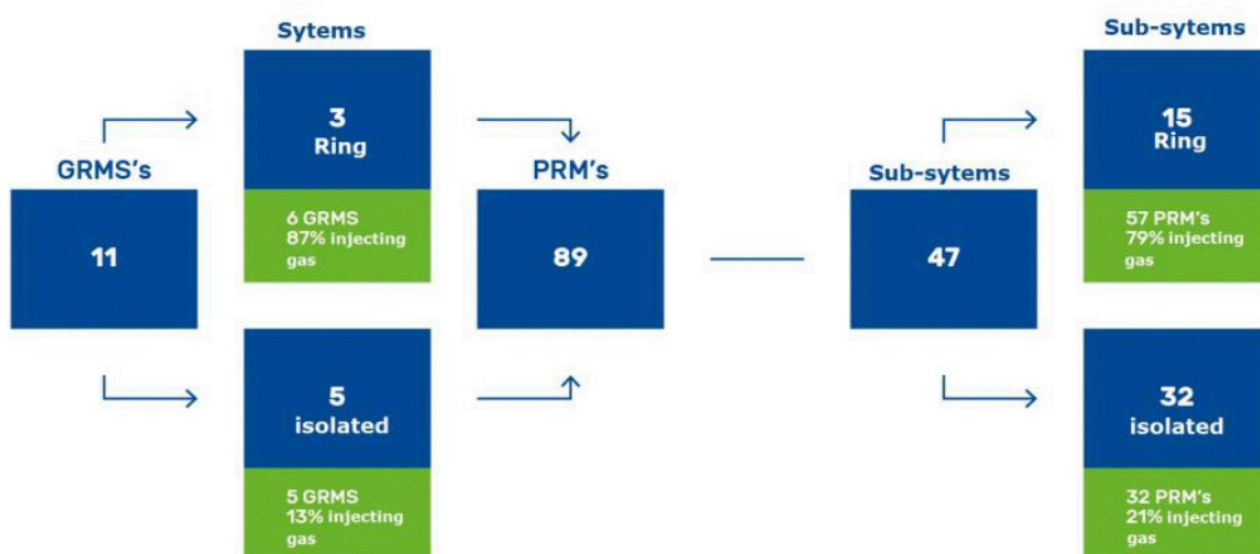 Sytems
Sub-sytems
3
Ring
15
Ring
GRMS's
PRM's
Sub-sytems
6 GRMS
87% injecting
gas
57 PRM's
79% injecting
gas
11
89
47
5
isolated
32
isolated
5 GRMS
13% injecting
gas
32 PRM's
21% injecting
gas